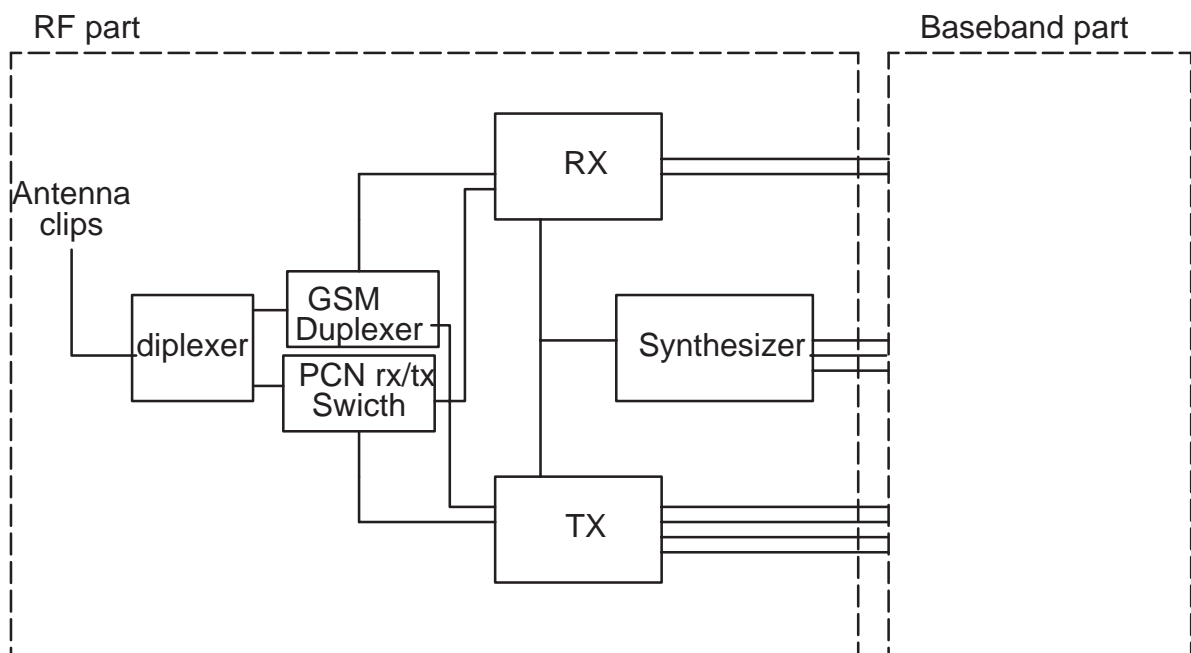 RF part
Baseband part
RX
Antenna
clips
GSM
Duplexer
diplexer
Synthesizer
PCN rx/tx
Swicth
TX